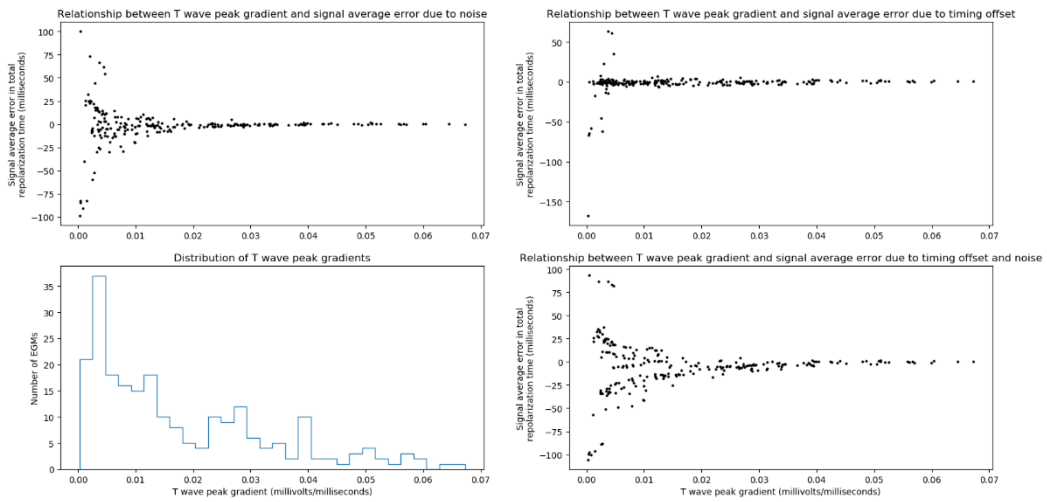 Relationship between T wave peak gradient and signal average error due to noise
Signal average error in total
repolarization time (milliseconds)
100
75
50
25
0
−25
−50
−75
−100
0.00 0.01 0.02 0.03 0.04 0.05 0.06 0.07
Relationship between T wave peak gradient and signal average error due to timing offset
Signal average error in total
repolarization time (milliseconds)
50
0
−50
−100
−150
0.00 0.01 0.02 0.03 0.04 0.05 0.06 0.07
Distribution of T wave peak gradients
Number of EGMs
35
30
25
20
15
10
5
0
0.00 0.01 0.02 0.03 0.04 0.05 0.06 0.07
T wave peak gradient (millivolts/milliseconds)
Relationship between T wave peak gradient and signal average error due to timing offset and noise
Signal average error in total
repolarization time (milliseconds)
100
75
50
25
0
−25
−50
−75
−100
0.00 0.01 0.02 0.03 0.04 0.05 0.06 0.07
T wave peak gradient (millivolts/milliseconds)